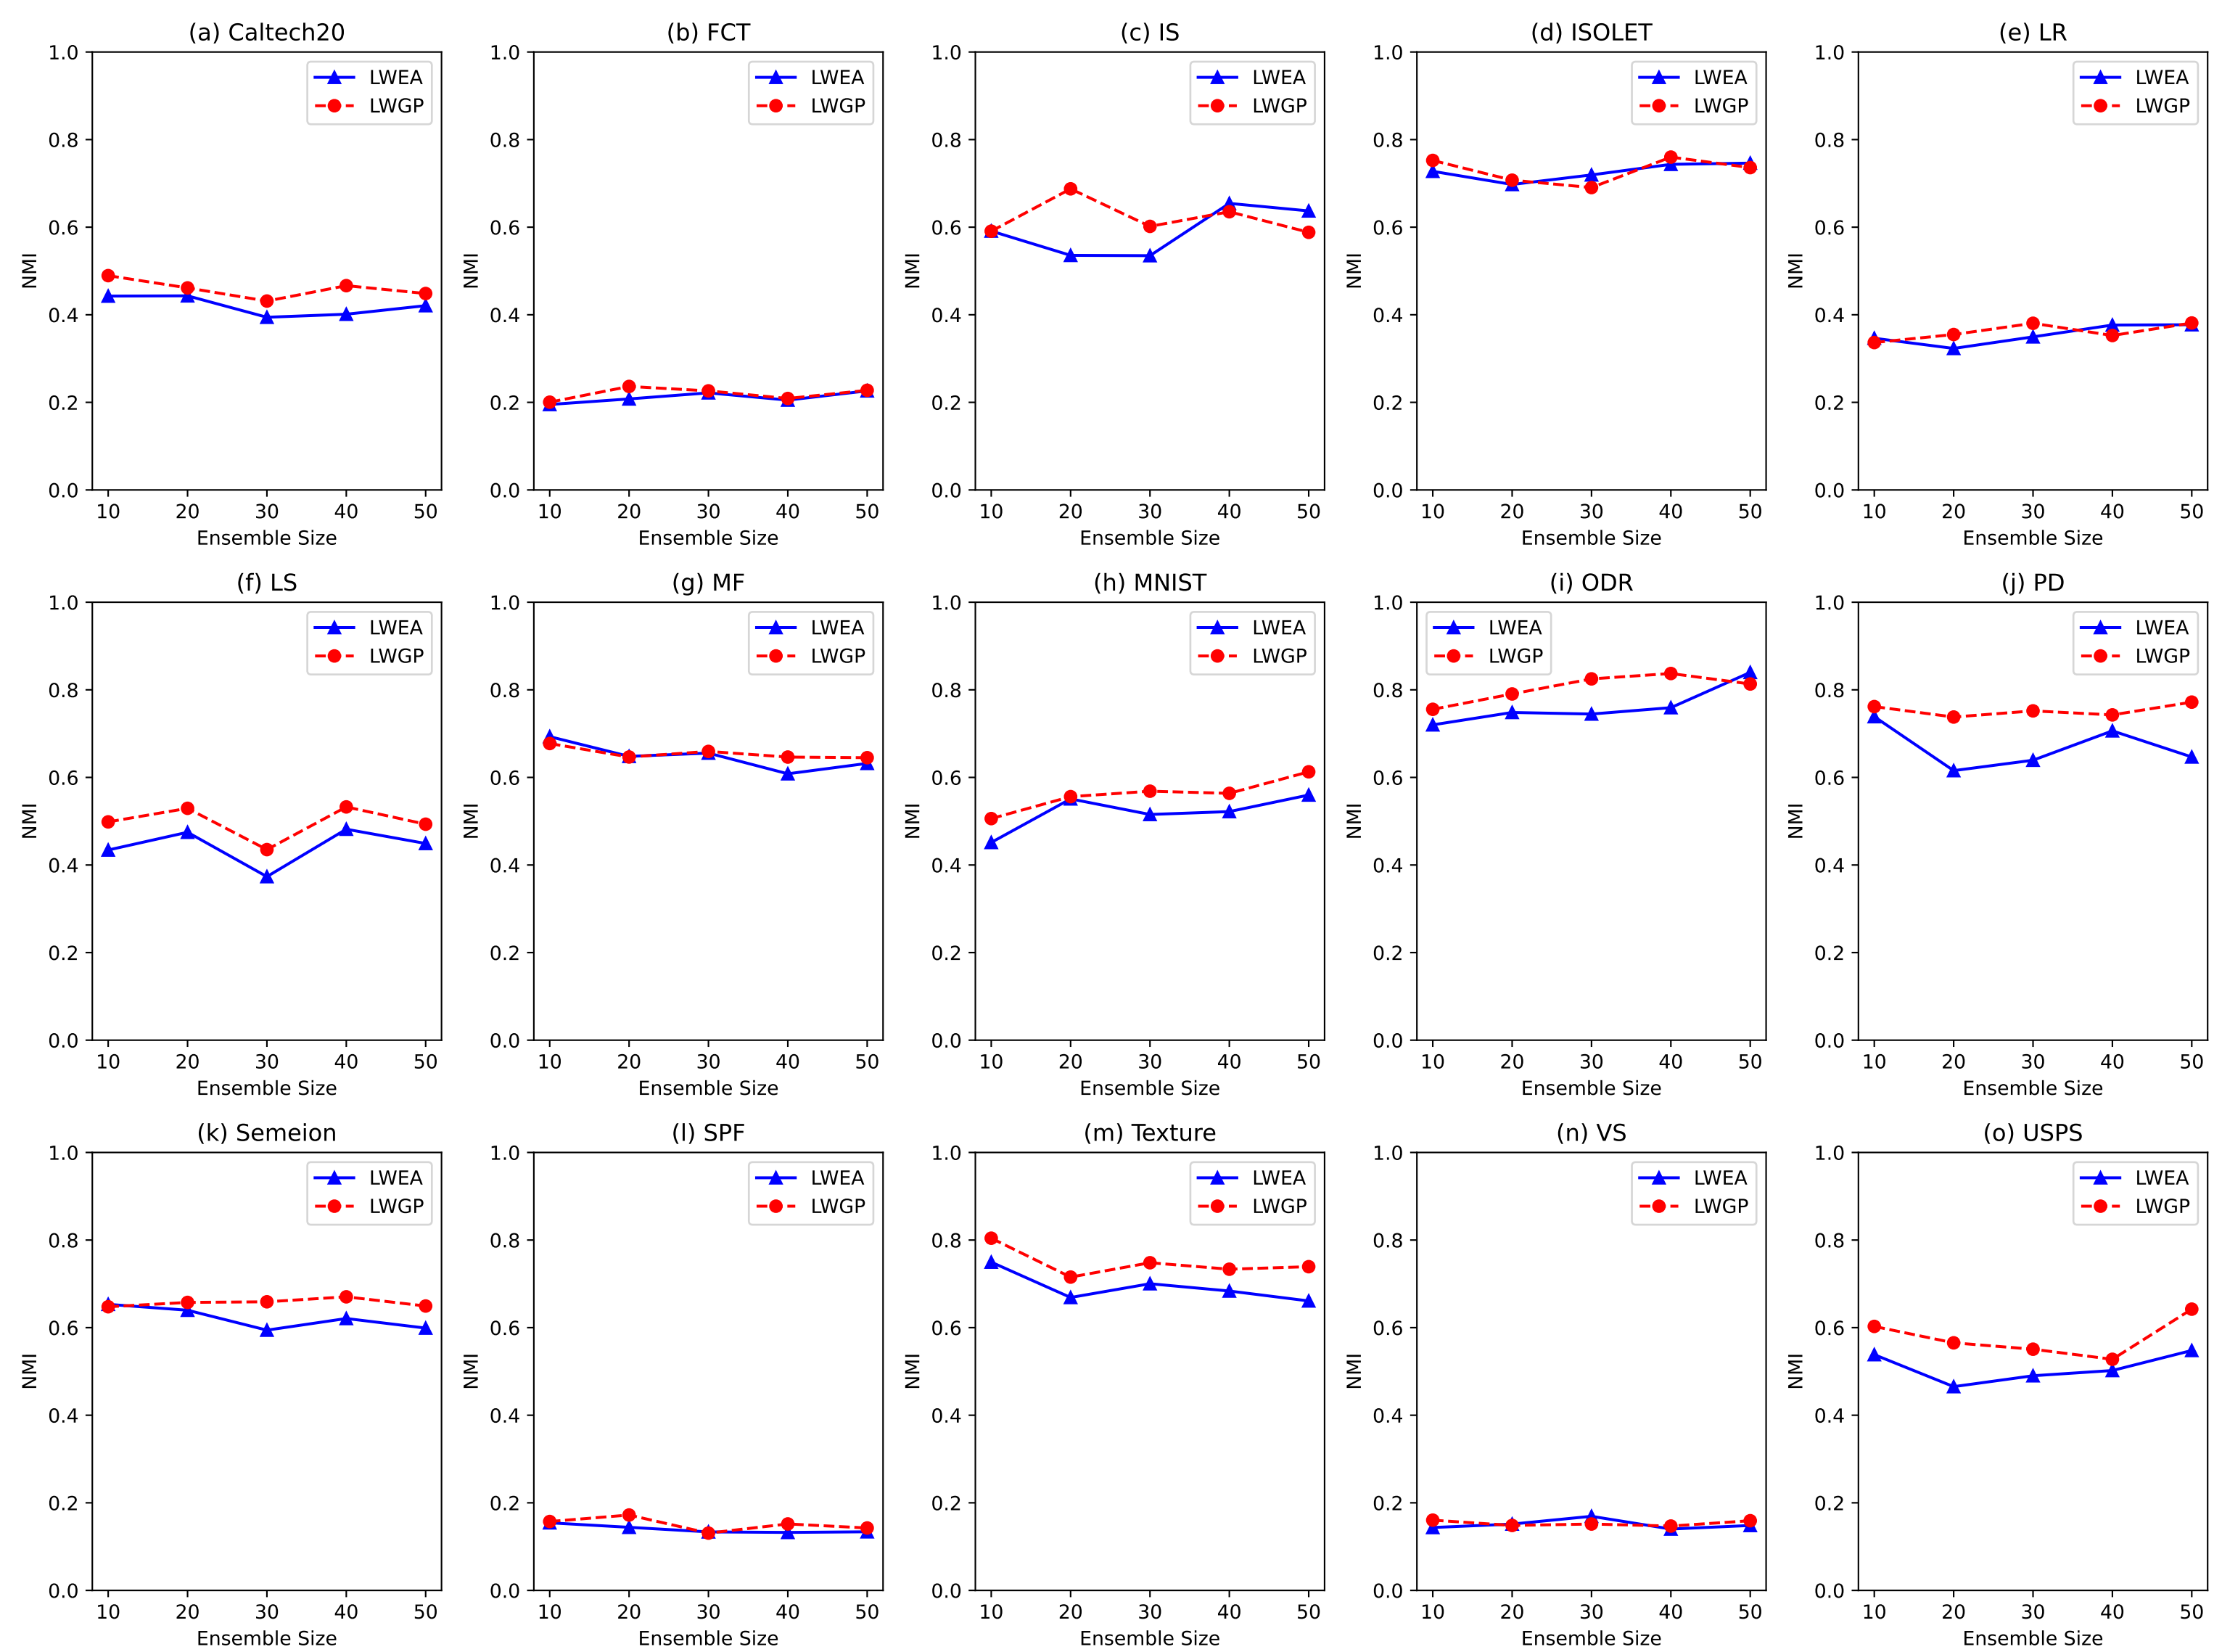 (a) Caltech20
1.0
0.8
0.6
0.4
0.2
0.0
NMI
LWEA
LWGP
10 20 30 40 50
Ensemble Size
(b) FCT
1.0
0.8
0.6
0.4
0.2
0.0
NMI
LWEA
LWGP
10 20 30 40 50
Ensemble Size
(c) IS
1.0
0.8
0.6
0.4
0.2
0.0
NMI
LWEA
LWGP
10 20 30 40 50
Ensemble Size
(d) ISOLET
1.0
0.8
0.6
0.4
0.2
0.0
NMI
LWEA
LWGP
10 20 30 40 50
Ensemble Size
(e) LR
1.0
0.8
0.6
0.4
0.2
0.0
NMI
LWEA
LWGP
10 20 30 40 50
Ensemble Size
(f) LS
1.0
0.8
0.6
0.4
0.2
0.0
NMI
LWEA
LWGP
10 20 30 40 50
Ensemble Size
(g) MF
1.0
0.8
0.6
0.4
0.2
0.0
NMI
LWEA
LWGP
10 20 30 40 50
Ensemble Size
(h) MNIST
1.0
0.8
0.6
0.4
0.2
0.0
NMI
LWEA
LWGP
10 20 30 40 50
Ensemble Size
(i) ODR
1.0
0.8
0.6
0.4
0.2
0.0
NMI
LWEA
LWGP
10 20 30 40 50
Ensemble Size
(j) PD
1.0
0.8
0.6
0.4
0.2
0.0
NMI
LWEA
LWGP
10 20 30 40 50
Ensemble Size
(k) Semeion
1.0
0.8
0.6
0.4
0.2
0.0
NMI
LWEA
LWGP
10 20 30 40 50
Ensemble Size
(l) SPF
1.0
0.8
0.6
0.4
0.2
0.0
NMI
LWEA
LWGP
10 20 30 40 50
Ensemble Size
(m) Texture
1.0
0.8
0.6
0.4
0.2
0.0
NMI
LWEA
LWGP
10 20 30 40 50
Ensemble Size
(n) VS
1.0
0.8
0.6
0.4
0.2
0.0
NMI
LWEA
LWGP
10 20 30 40 50
Ensemble Size
(o) USPS
1.0
0.8
0.6
0.4
0.2
0.0
NMI
LWEA
LWGP
10 20 30 40 50
Ensemble Size